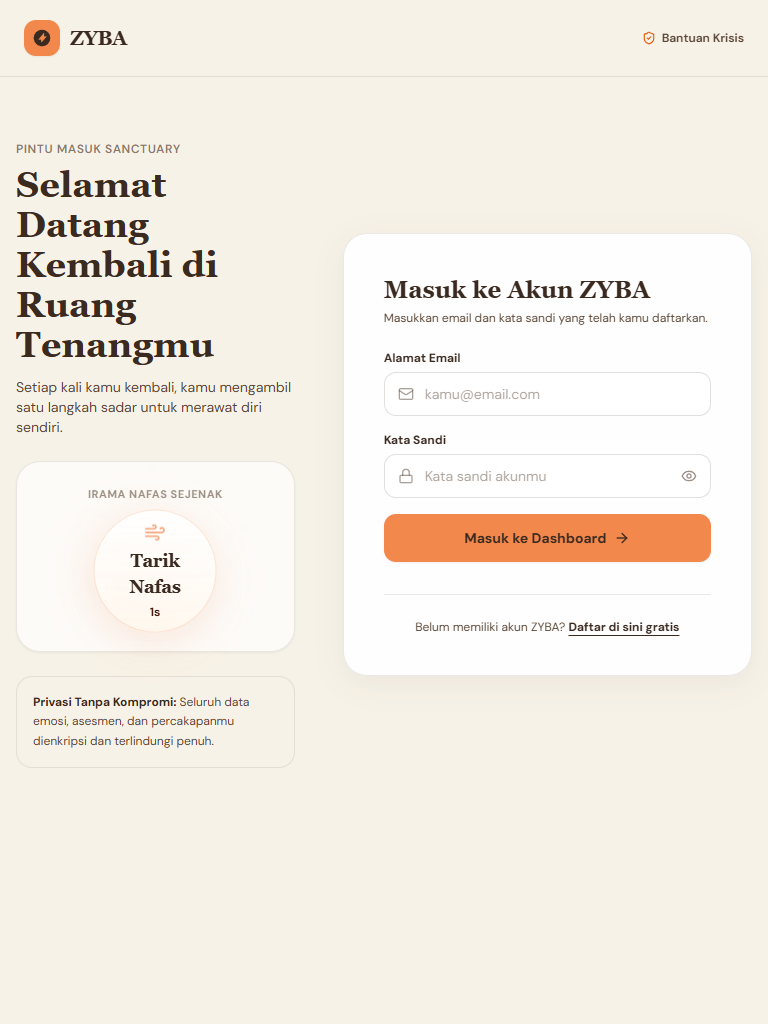 ZYBA
Bantuan Krisis
PINTU MASUK SANCTUARY
Selamat
Datang
Kembali di
Ruang
Tenangmu
Setiap kali kamu kembali, kamu mengambil
satu langkah sadar untuk merawat diri
sendiri.
IRAMA NAFAS SEJENAK
Tarik
Nafas
1s
Privasi Tanpa Kompromi: Seluruh data
emosi, asesmen, dan percakapanmu
dienkripsi dan terlindungi penuh.
Masuk ke Akun ZYBA
Masukkan email dan kata sandi yang telah kamu daftarkan.
Alamat Email
kamu@email.com
Kata Sandi
Kata sandi akunmu
Masuk ke Dashboard
Belum memiliki akun ZYBA? Daftar di sini gratis